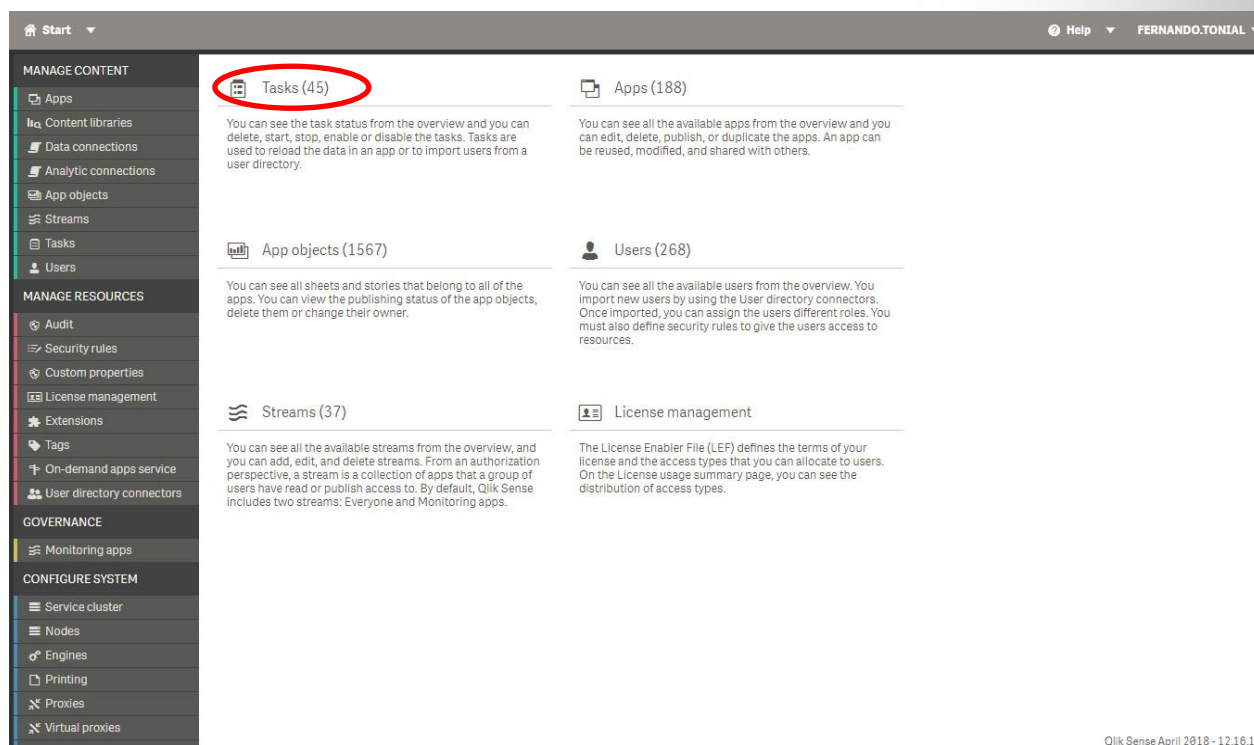 Start
Help
FERNANDO.TONIAL
MANAGE CONTENT
Apps
Content libraries
Data connections
Analytic connections
App objects
Streams
Tasks
Users
MANAGE RESOURCES
Audit
Security rules
Custom properties
License management
Extensions
Tags
On-demand apps service
User directory connectors
GOVERNANCE
Monitoring apps
CONFIGURE SYSTEM
Service cluster
Nodes
Engines
Printing
Proxies
Virtual proxies
Tasks (45)
You can see the task status from the overview and you can
delete, start, stop, enable or disable the tasks. Tasks are
used to reload the data in an app or to import users from a
user directory.
Apps (188)
You can see all the available apps from the overview and you
can edit, delete, publish, or duplicate the apps. An app can
be reused, modified, and shared with others.
App objects (1567)
You can see all sheets and stories that belong to all of the
apps. You can view the publishing status of the app objects,
delete them or change their owner.
Users (268)
You can see all the available users from the overview. You
import new users by using the User directory connectors.
Once imported, you can assign the users different roles. You
must also define security rules to give the users access to
resources.
Streams (37)
You can see all the available streams from the overview, and
you can add, edit, and delete streams. From an authorization
perspective, a stream is a collection of apps that a group of
users have read or publish access to. By default, Qlik Sense
includes two streams: Everyone and Monitoring apps.
License management
The License Enabler File (LEF) defines the terms of your
license and the access types that you can allocate to users.
On the License usage summary page, you can see the
distribution of access types.
Qlik Sense April 2018 - 12.16.1